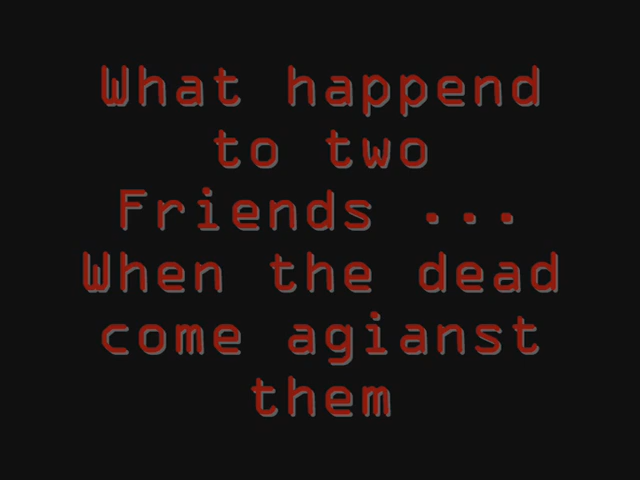 What happend
to two
Friends ...
When the dead
come agianst
them